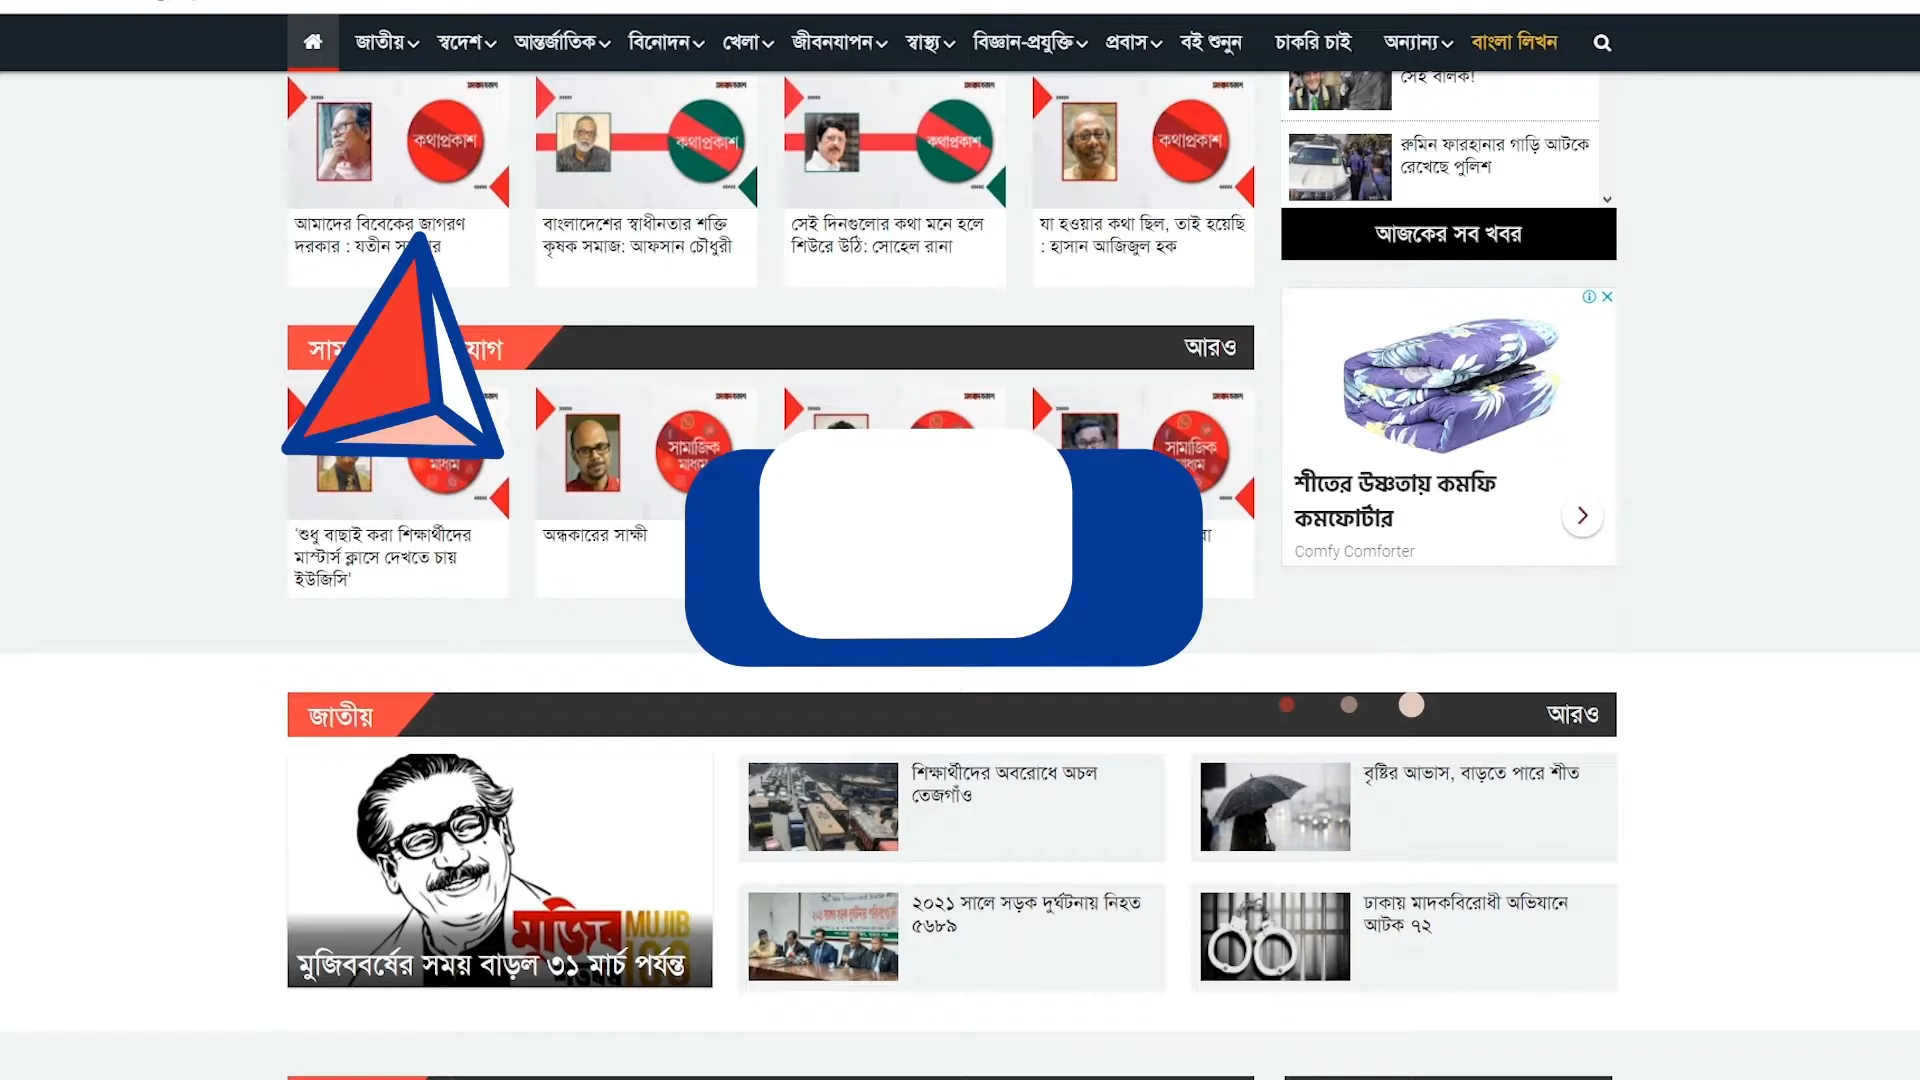 জাতীয় স্বদেশ আন্তর্জাতিক বিনোদন খেলা জীবনযাপন স্বাস্থ্য বিজ্ঞান-প্রযুক্তি প্রবাস বই শুনুন চাকরি চাই অন্যান্য বাংলা লিখন
কথাপ্রকাশ
আমাদের বিবেকের জাগরণ
দরকার : যতীন
কথাপ্রকাশ
বাংলাদেশের স্বাধীনতার শক্তি
কৃষক সমাজ: আফসান চৌধুরী
কথাপ্রকাশ
সেই দিনগুলোর কথা মনে হলে
শিউরে উঠি: সোহেল রানা
কথাপ্রকাশ
যা হওয়ার কথা ছিল, তাই হয়েছি
: হাসান আজিজুল হক
সেই বালক!
রুমিন ফারহানার গাড়ি আটকে
রেখেছে পুলিশ
আজকের সব খবর
আরও
মাধ্যম
‘শুধু বাছাই করা শিক্ষার্থীদের
মাস্টার্স ক্লাসে দেখতে চায়
ইউজিসি’
সামাজিক
মাধ্যম
অন্ধকারের সাক্ষী
সামাজিক
মাধ্যম
শীতের উষ্ণতায় কমফি
কমফোর্টার
Comfy Comforter
জাতীয়
আরও
মুজিব MUJIB
100
মুজিববর্ষের সময় বাড়ল ৩১ মার্চ পর্যন্ত
শিক্ষার্থীদের অবরোধে অচল
তেজগাঁও
বৃষ্টির আভাস, বাড়তে পারে শীত
২০২১ সালে সড়ক দুর্ঘটনায় নিহত
৫৬৮৯
ঢাকায় মাদকবিরোধী অভিযানে
আটক ৭২